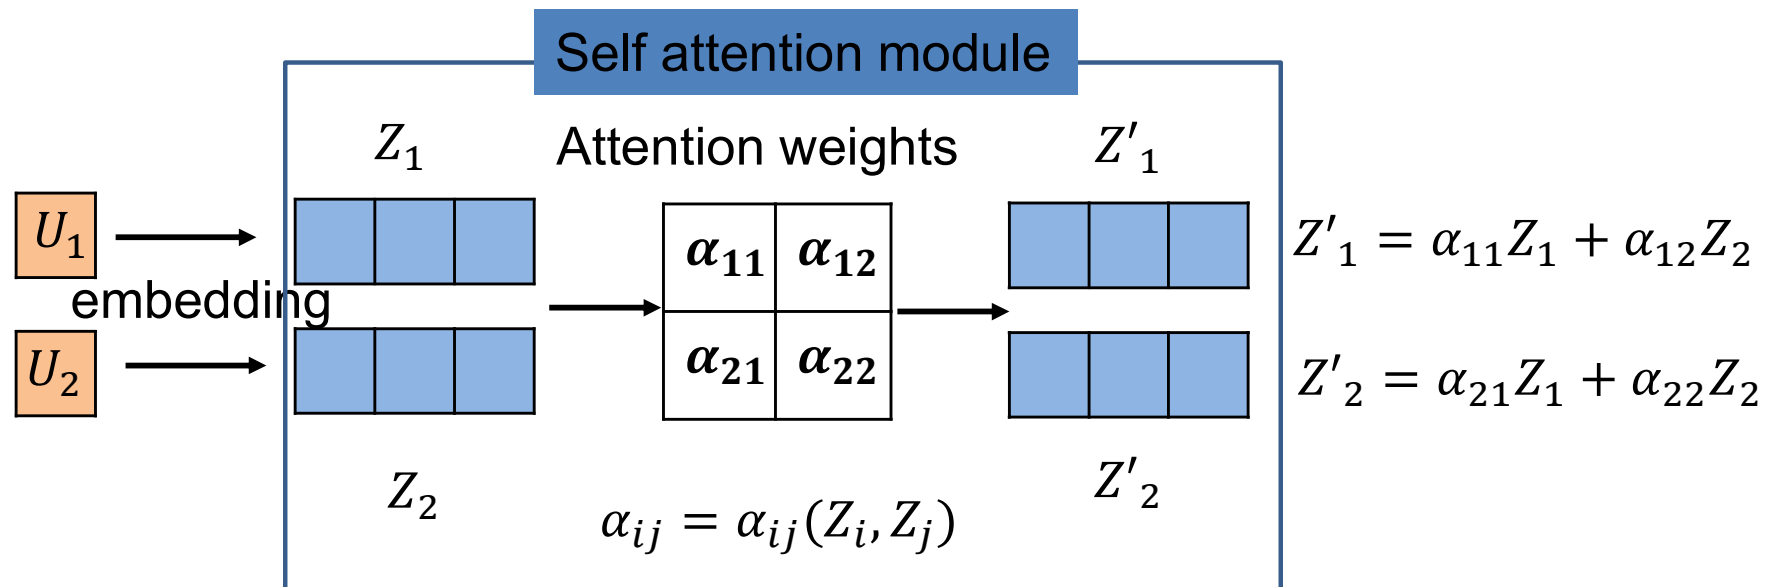 Self attention module
Z₁ Attention weights Z'₁
U₁ α₁₁ α₁₂ Z'₁ = α₁₁Z₁ + α₁₂Z₂
embedding
U₂ α₂₁ α₂₂ Z'₂ = α₂₁Z₁ + α₂₂Z₂
Z₂ Z'₂
αᵢⱼ = αᵢⱼ(Zᵢ, Zⱼ)